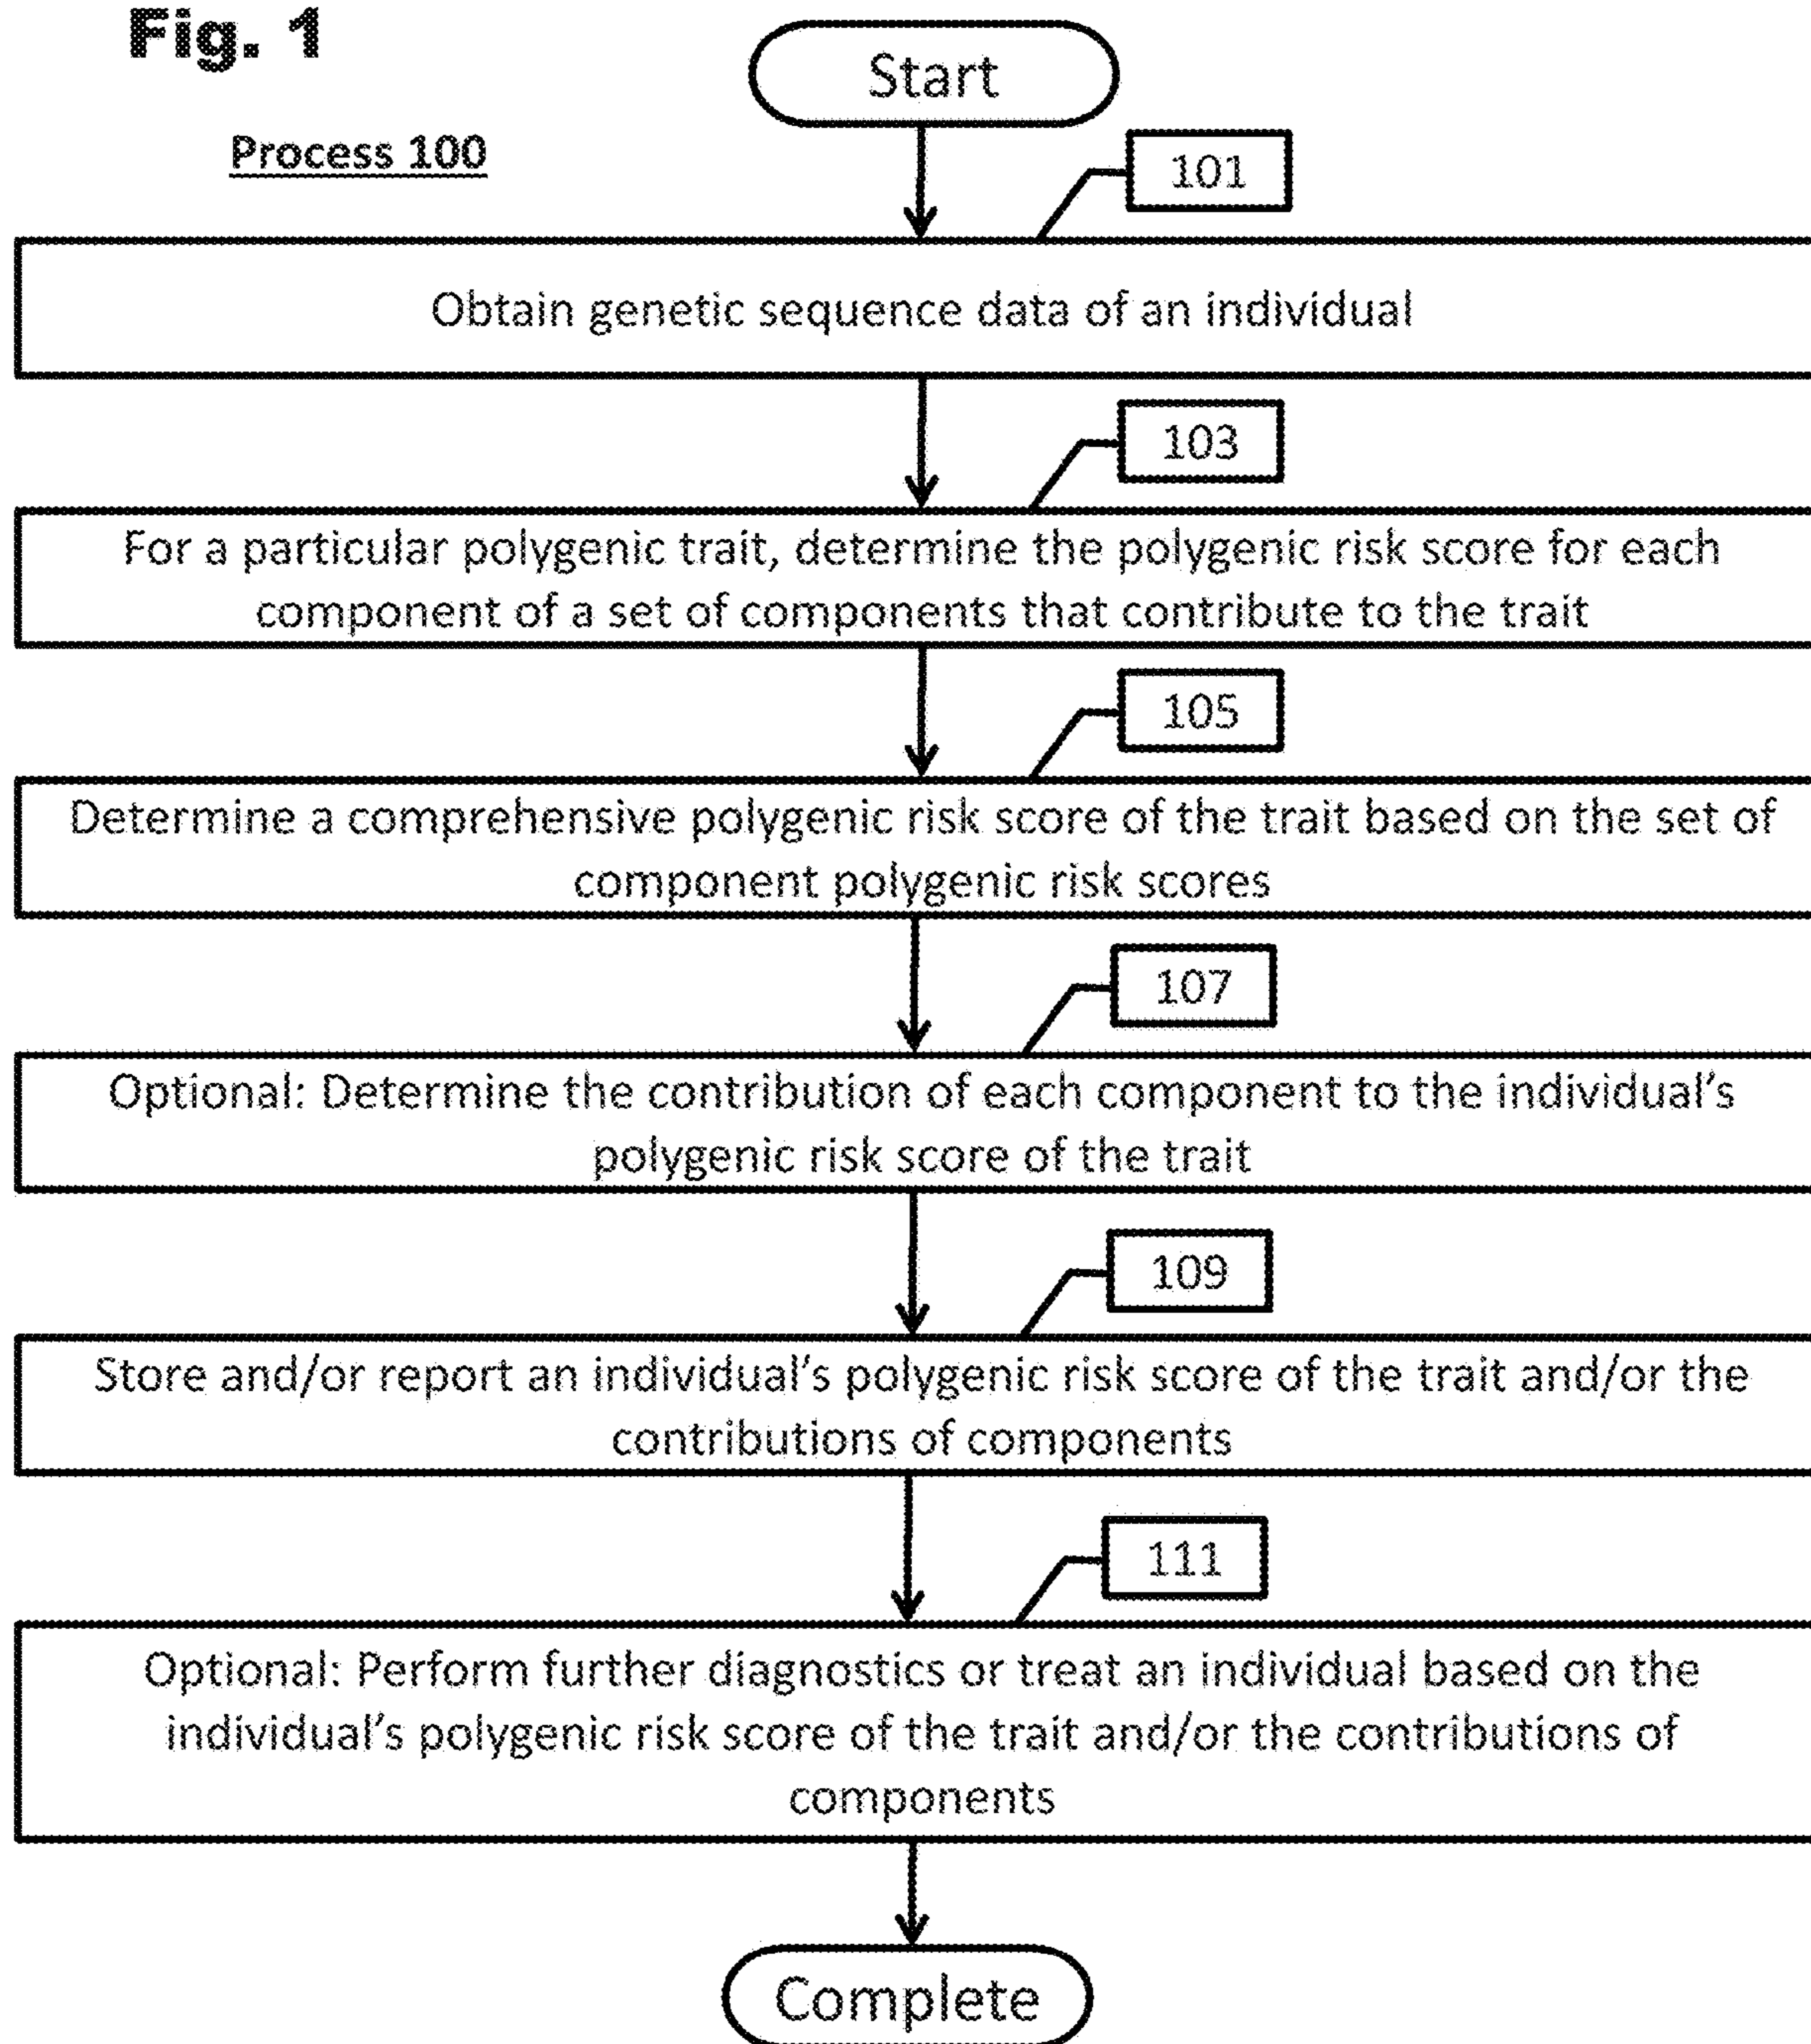 Fig. 1
Start
Process 100
101
Obtain genetic sequence data of an individual
103
For a particular polygenic trait, determine the polygenic risk score for each
component of a set of components that contribute to the trait
105
Determine a comprehensive polygenic risk score of the trait based on the set of
component polygenic risk scores
107
Optional: Determine the contribution of each component to the individual's
polygenic risk score of the trait
109
Store and/or report an individual's polygenic risk score of the trait and/or the
contributions of components
111
Optional: Perform further diagnostics or treat an individual based on the
individual's polygenic risk score of the trait and/or the contributions of
components
Complete